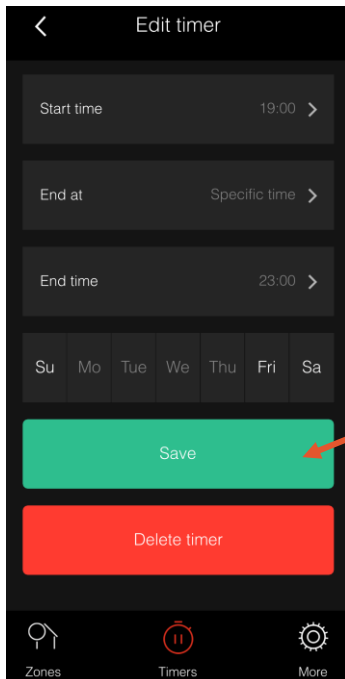 Edit timer
Start time 19:00
End at Specific time
End time 23:00
Su Mo Tue We Thu Fri Sa
Save
Delete timer
Zones Timers More